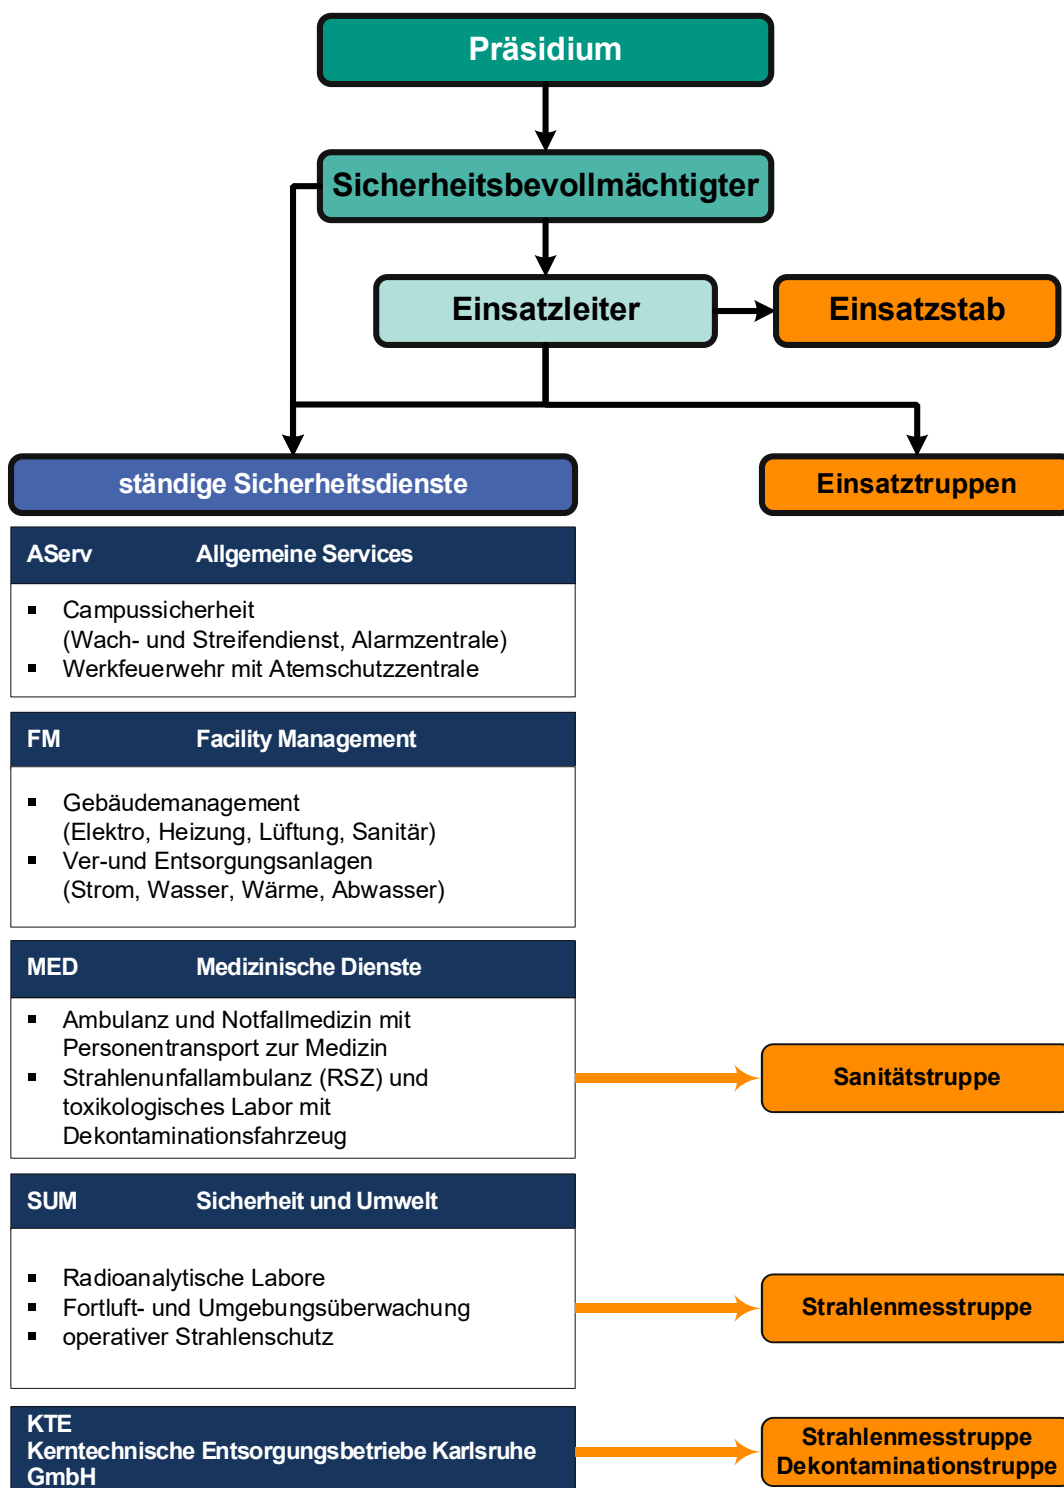 Präsidium
Sicherheitsbevollmächtigter
Einsatzleiter
Einsatzstab
ständige Sicherheitsdienste
Einsatztruppen
AServ Allgemeine Services
▪ Campussicherheit
(Wach- und Streifendienst, Alarmzentrale)
▪ Werkfeuerwehr mit Atemschutzzentrale
FM Facility Management
▪ Gebäudemanagement
(Elektro, Heizung, Lüftung, Sanitär)
▪ Ver-und Entsorgungsanlagen
(Strom, Wasser, Wärme, Abwasser)
MED Medizinische Dienste
▪ Ambulanz und Notfallmedizin mit
Personentransport zur Medizin
▪ Strahlenunfallambulanz (RSZ) und
toxikologisches Labor mit
Dekontaminationsfahrzeug
Sanitätstruppe
SUM Sicherheit und Umwelt
▪ Radioanalytische Labore
▪ Fortluft- und Umgebungsüberwachung
▪ operativer Strahlenschutz
Strahlenmesstruppe
KTE
Kerntechnische Entsorgungsbetriebe Karlsruhe
GmbH
Strahlenmesstruppe
Dekontaminationstruppe